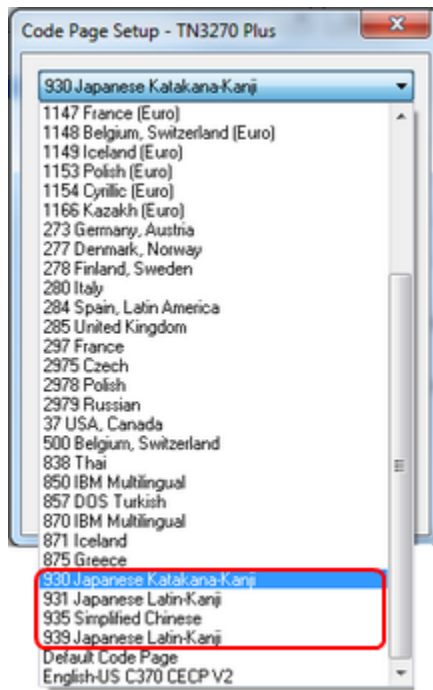 Code Page Setup - TN3270 Plus
930 Japanese Katakana-Kanji
1147 France (Euro)
1148 Belgium, Switzerland (Euro)
1149 Iceland (Euro)
1153 Polish (Euro)
1154 Cyrillic (Euro)
1166 Kazakh (Euro)
273 Germany, Austria
277 Denmark, Norway
278 Finland, Sweden
280 Italy
284 Spain, Latin America
285 United Kingdom
297 France
2975 Czech
2978 Polish
2979 Russian
37 USA, Canada
500 Belgium, Switzerland
838 Thai
850 IBM Multilingual
857 DOS Turkish
870 IBM Multilingual
871 Iceland
875 Greece
930 Japanese Katakana-Kanji
931 Japanese Latin-Kanji
935 Simplified Chinese
939 Japanese Latin-Kanji
Default Code Page
English-US C370 CECP V2